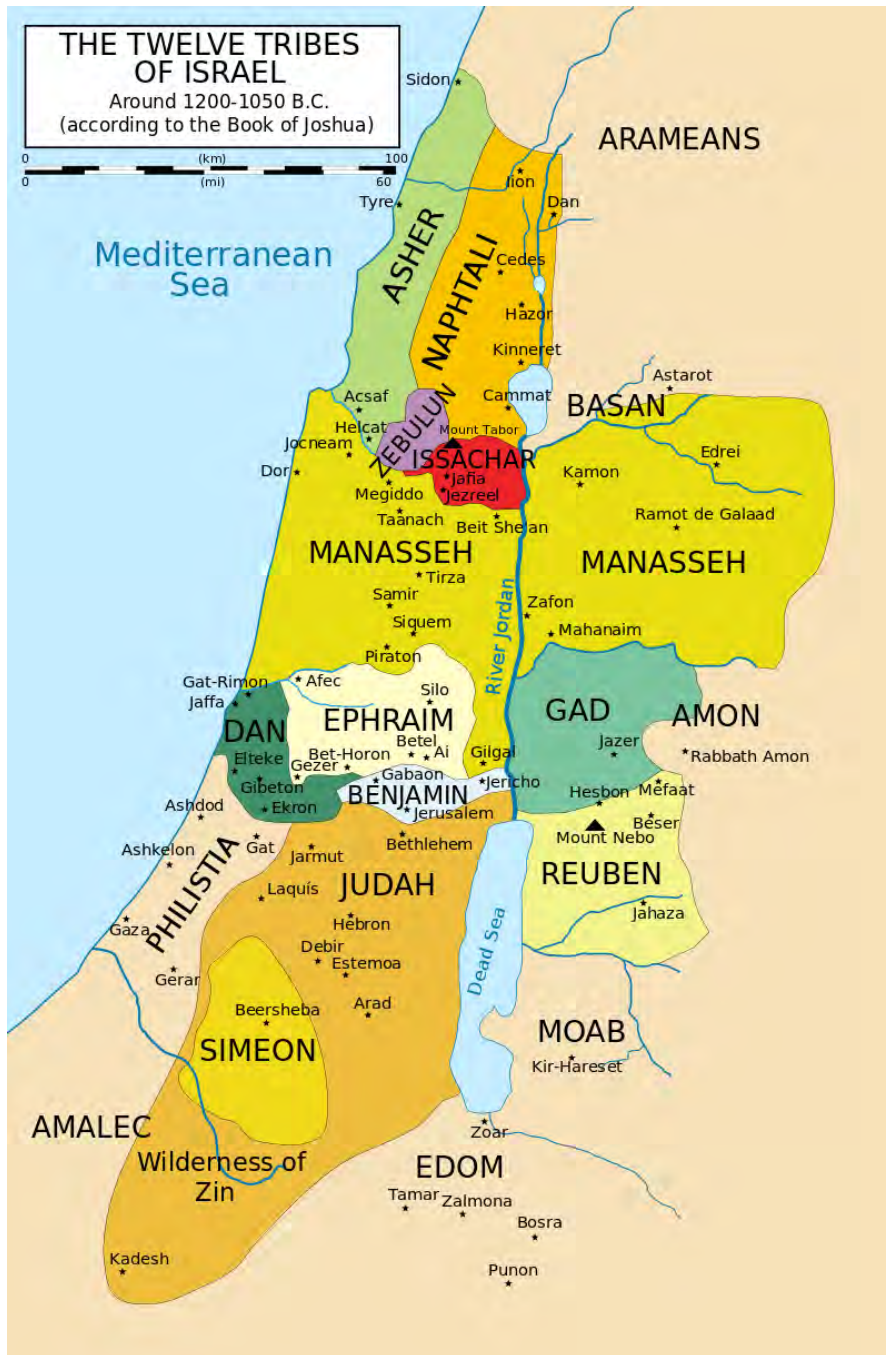 THE TWELVE TRIBES
OF ISRAEL
Around 1200-1050 B.C.
(according to the Book of Joshua)
0 (km) 100
0 (mi) 60
Sidon
ARAMEANS
Iion
Tyre
Dan
ASHER
Mediterranean
Sea
NAPHTALI
Cedes
Hazor
Kinneret
Astarot
Acsaf
Cammat
BASAN
ZEBULUN
Helcat
Mount Tabor
Jocneam
ISSACHAR
Edrei
Dor
Jafia
Kamon
Megiddo
Jezreel
Taanach
Beit Shean
Ramot de Galaad
MANASSEH
MANASSEH
Tirza
Samir
River Jordan
Zafon
Siquem
Mahanaim
Piraton
Gat-Rimon
Afec
Silo
Jaffa
GAD
DAN
EPHRAIM
AMON
Betel
Jazer
Elteke
Bet-Horon
Ai
Gilgal
Rabbath Amon
Gezer
Gabaon
Jericho
Gibeton
Mefaat
Hesbon
BENJAMIN
Ashdod
Ekron
Jerusalem
Beser
Mount Nebo
Gat
Bethlehem
Ashkelon
Jarmut
PHILISTIA
JUDAH
REUBEN
Laquís
Jahaza
Gaza
Hebron
Debir
Dead Sea
Estemoa
Gerar
Arad
Beersheba
MOAB
SIMEON
Kir-Hareset
AMALEC
Zoar
Wilderness of
Zin
EDOM
Tamar
Zalmona
Bosra
Kadesh
Punon